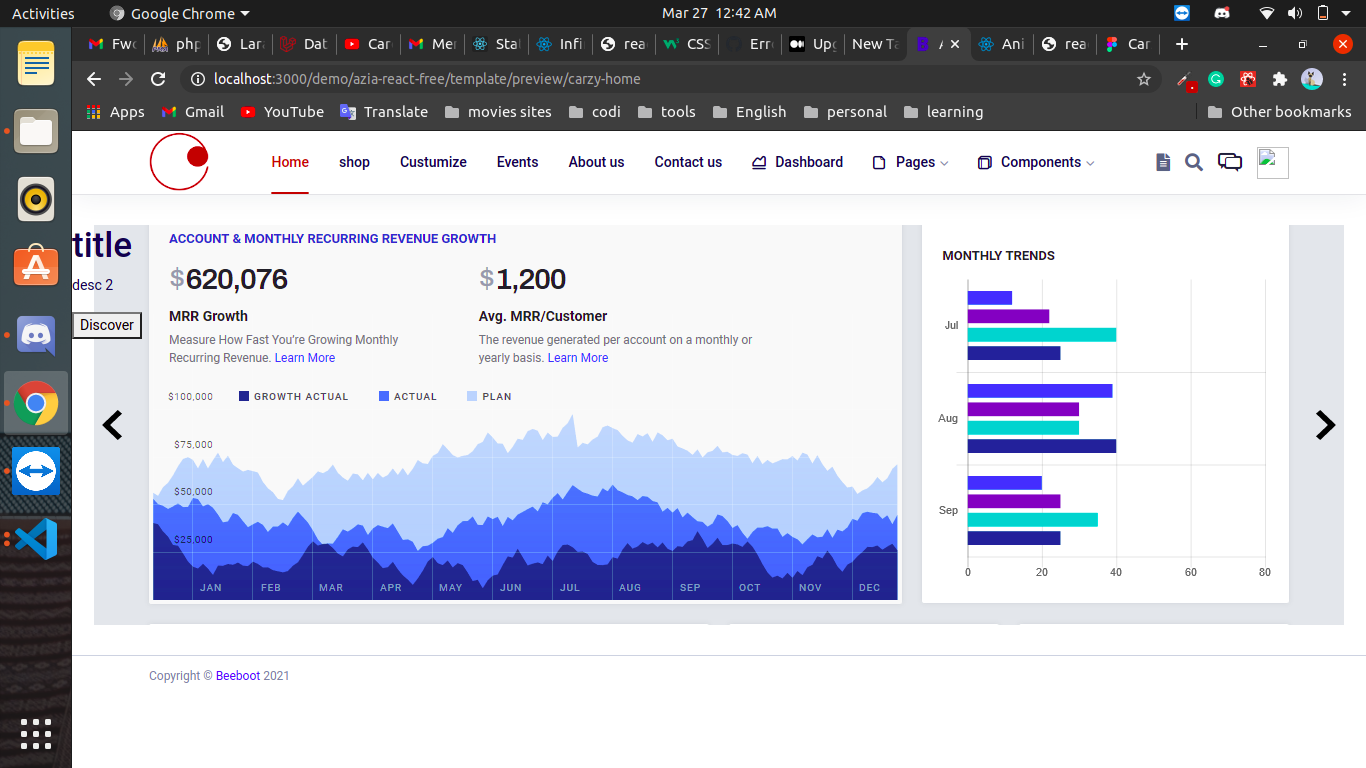 Activities Google Chrome Mar 27 12:42 AM
Fwc php Lara Dat Car Mer Stat Infi rea CSS Erro Upg New Ta A Ani rea Car
localhost:3000/demo/azia-react-free/template/preview/carzy-home
Apps Gmail YouTube Translate movies sites codi tools English personal learning Other bookmarks
Home shop Custumize Events About us Contact us Dashboard Pages Components
title
desc 2
Discover
ACCOUNT & MONTHLY RECURRING REVENUE GROWTH
$620,076 $1,200
MRR Growth Avg. MRR/Customer
Measure How Fast You're Growing Monthly
Recurring Revenue. Learn More
The revenue generated per account on a monthly or
yearly basis. Learn More
$100,000 GROWTH ACTUAL ACTUAL PLAN
$75,000
$50,000
$25,000
JAN FEB MAR APR MAY JUN JUL AUG SEP OCT NOV DEC
MONTHLY TRENDS
Jul
Aug
Sep
0 20 40 60 80
Copyright © Beeboot 2021